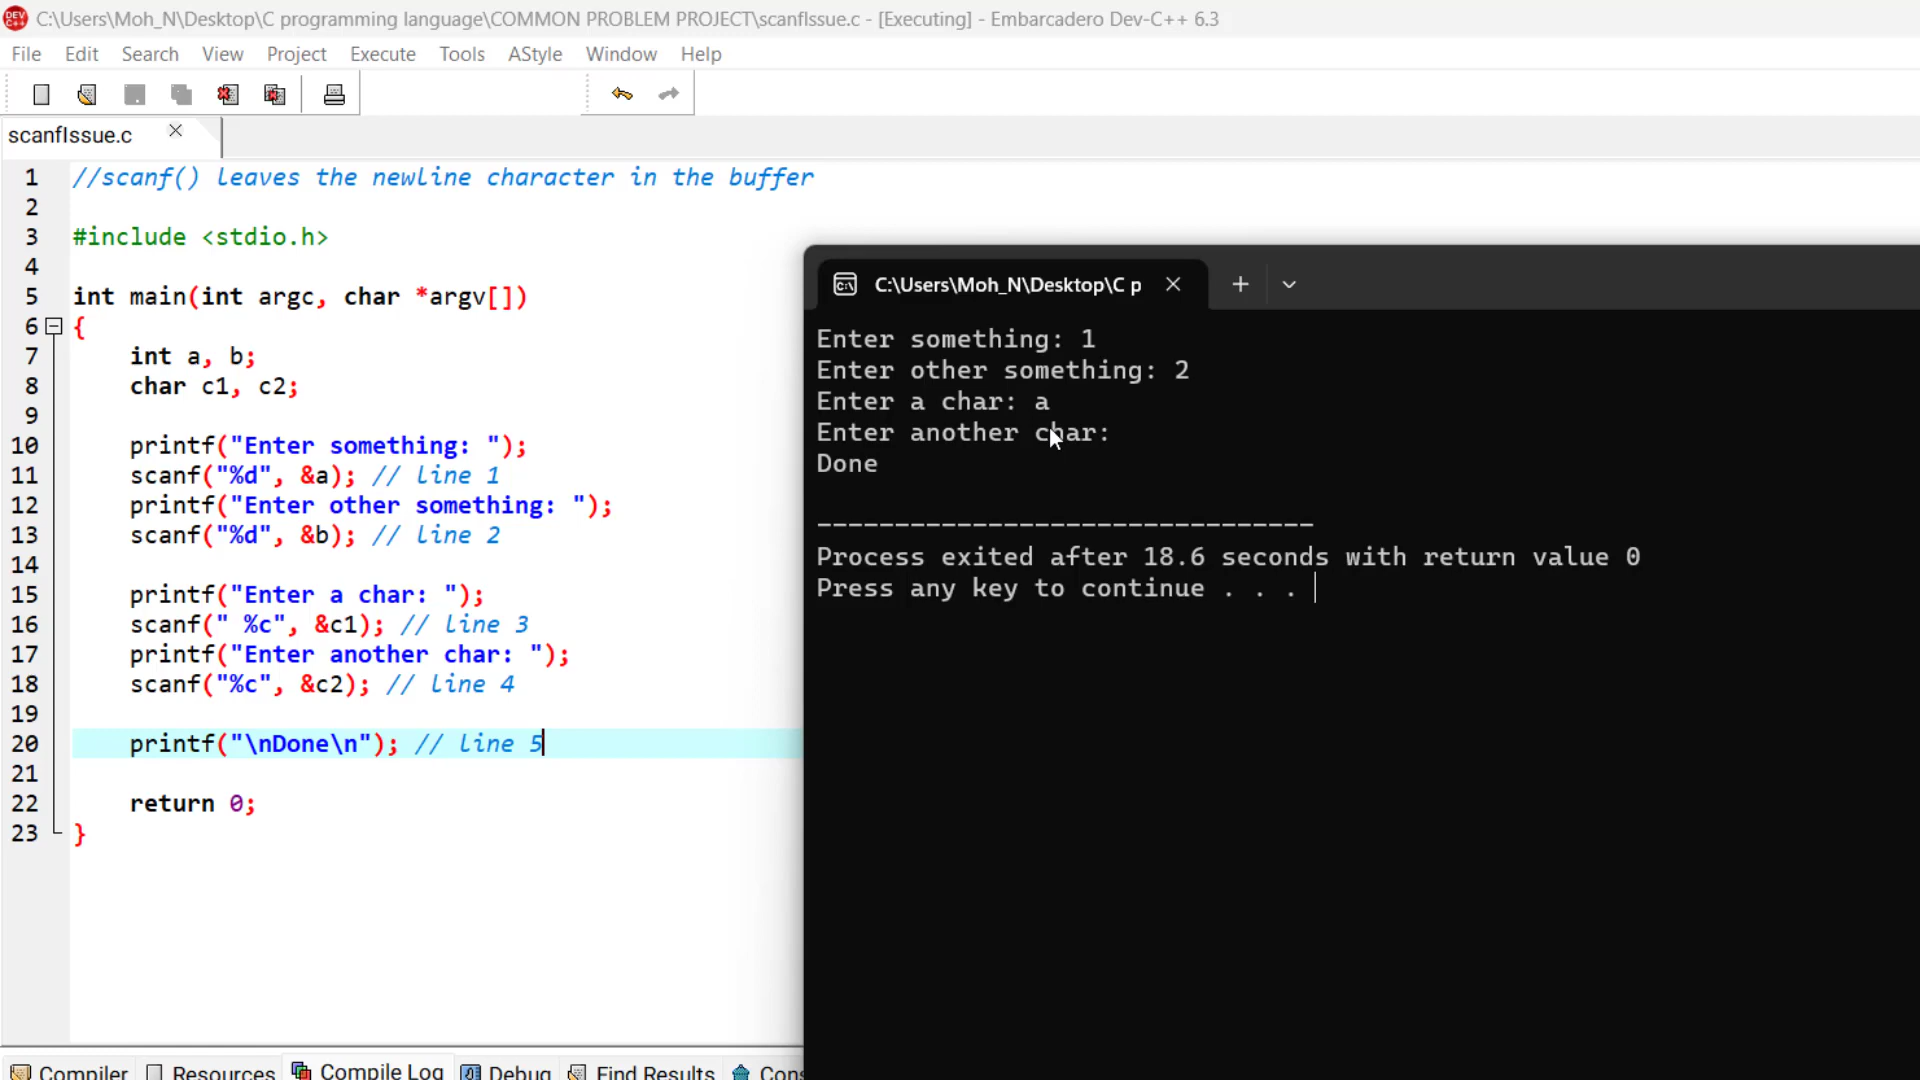 C:\Users\Moh_N\Desktop\C programming language\COMMON PROBLEM PROJECT\scanfIssue.c - [Executing] - Embarcadero Dev-C++ 6.3
File Edit Search View Project Execute Tools AStyle Window Help
scanfIssue.c
1 //scanf() leaves the newline character in the buffer
2
3 #include <stdio.h>
4
5 int main(int argc, char *argv[])
6 {
7 int a, b;
8 char c1, c2;
9
10 printf("Enter something: ");
11 scanf("%d", &a); // line 1
12 printf("Enter other something: ");
13 scanf("%d", &b); // line 2
14
15 printf("Enter a char: ");
16 scanf(" %c", &c1); // line 3
17 printf("Enter another char: ");
18 scanf("%c", &c2); // line 4
19
20 printf("\nDone\n"); // line 5
21
22 return 0;
23 }
C:\Users\Moh_N\Desktop\C p
Enter something: 1
Enter other something: 2
Enter a char: a
Enter another char:
Done
--------------------------------
Process exited after 18.6 seconds with return value 0
Press any key to continue . . .
Compiler Resources Compile Log Debug Find Results Cons